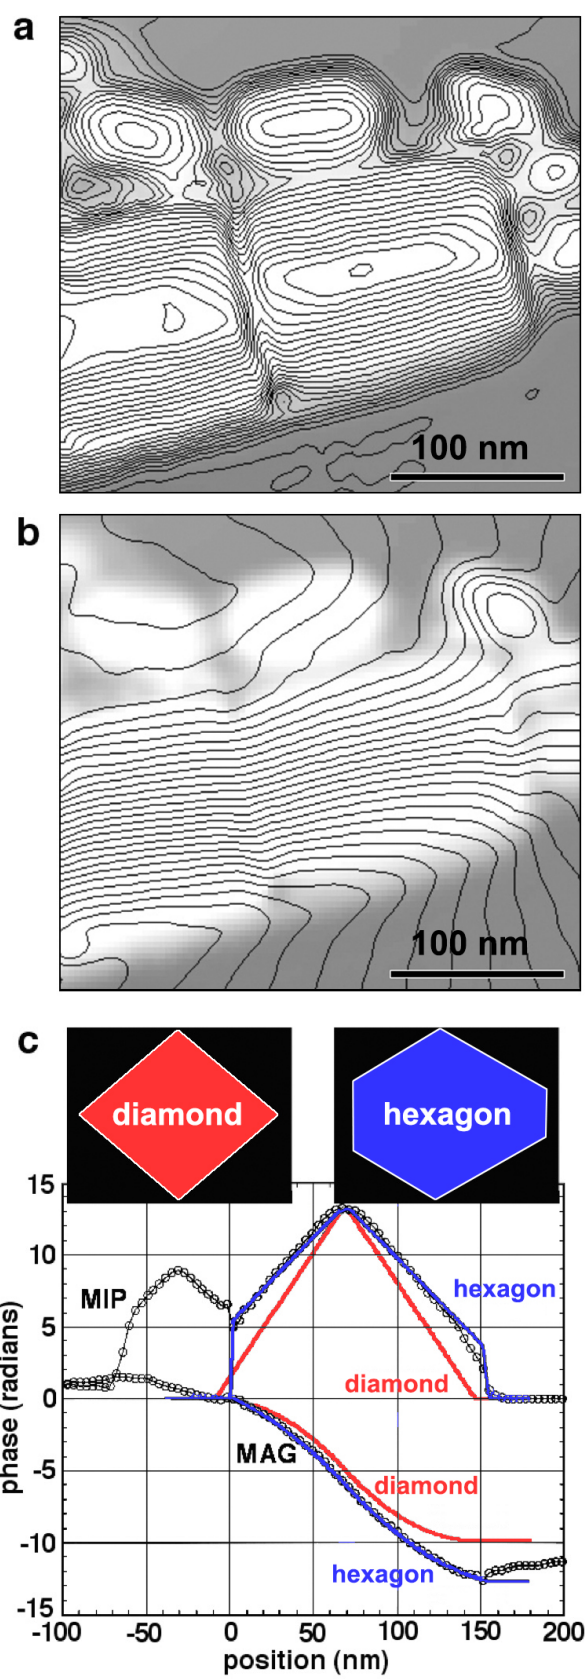 a
100 nm
b
100 nm
c
diamond
hexagon
15
10
MIP
hexagon
5
diamond
0
MAG
-5
diamond
-10
hexagon
-15
phase (radians)
-100 -50 0 50 100 150 200
position (nm)